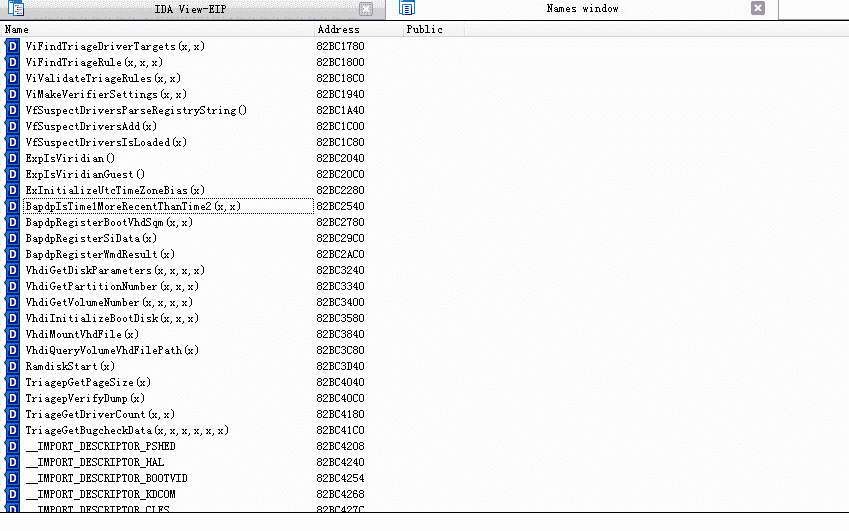 IDA View-EIP Names window
Name Address Public
D ViFindTriageDriverTargets(x,x) 82BC1780
D ViFindTriageRule(x,x,x) 82BC1800
D ViValidateTriageRules(x,x) 82BC18C0
D ViMakeVerifierSettings(x,x) 82BC1940
D VfSuspectDriversParseRegistryString() 82BC1A40
D VfSuspectDriversAdd(x) 82BC1C00
D VfSuspectDriversIsLoaded(x) 82BC1C80
D ExpIsViridian() 82BC2040
D ExpIsViridianGuest() 82BC20C0
D ExInitializeUtcTimeZoneBias(x) 82BC2280
D BapdpIsTime1MoreRecentThanTime2(x,x) 82BC2540
D BapdpRegisterBootVhdSqm(x,x) 82BC2780
D BapdpRegisterSiData(x) 82BC29C0
D BapdpRegisterWmdResult(x) 82BC2AC0
D VhdiGetDiskParameters(x,x,x,x) 82BC3240
D VhdiGetPartitionNumber(x,x,x) 82BC3340
D VhdiGetVolumeNumber(x,x,x,x) 82BC3400
D VhdiInitializeBootDisk(x,x,x) 82BC3580
D VhdiMountVhdFile(x) 82BC3840
D VhdiQueryVolumeVhdFilePath(x) 82BC3C80
D RamdiskStart(x) 82BC3D40
D TriagepGetPageSize(x) 82BC4040
D TriagepVerifyDump(x) 82BC40C0
D TriageGetDriverCount(x,x) 82BC4180
D TriageGetBugcheckData(x,x,x,x,x,x) 82BC41C0
D __IMPORT_DESCRIPTOR_PSHED 82BC4208
D __IMPORT_DESCRIPTOR_HAL 82BC4240
D __IMPORT_DESCRIPTOR_BOOTVID 82BC4254
D __IMPORT_DESCRIPTOR_KDCOM 82BC4268
D __IMPORT_DESCRIPTOR_CLFS 82BC427C